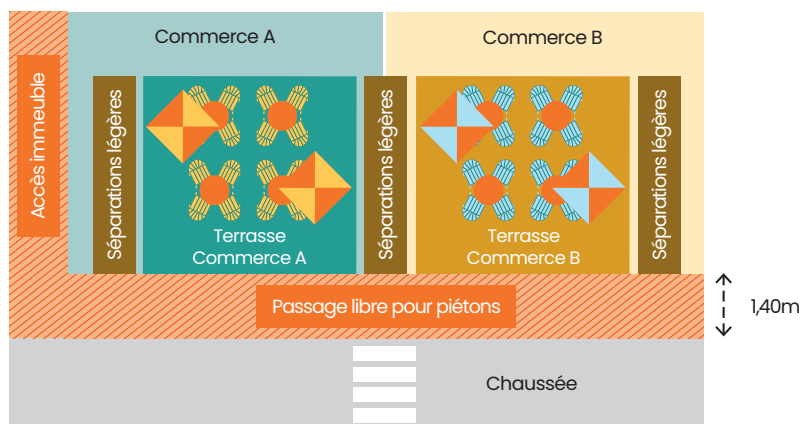 Commerce A
Commerce B
Accès immeuble
Séparations légères
Terrasse
Commerce A
Séparations légères
Terrasse
Commerce B
Séparations légères
Passage libre pour piétons
1,40m
Chaussée